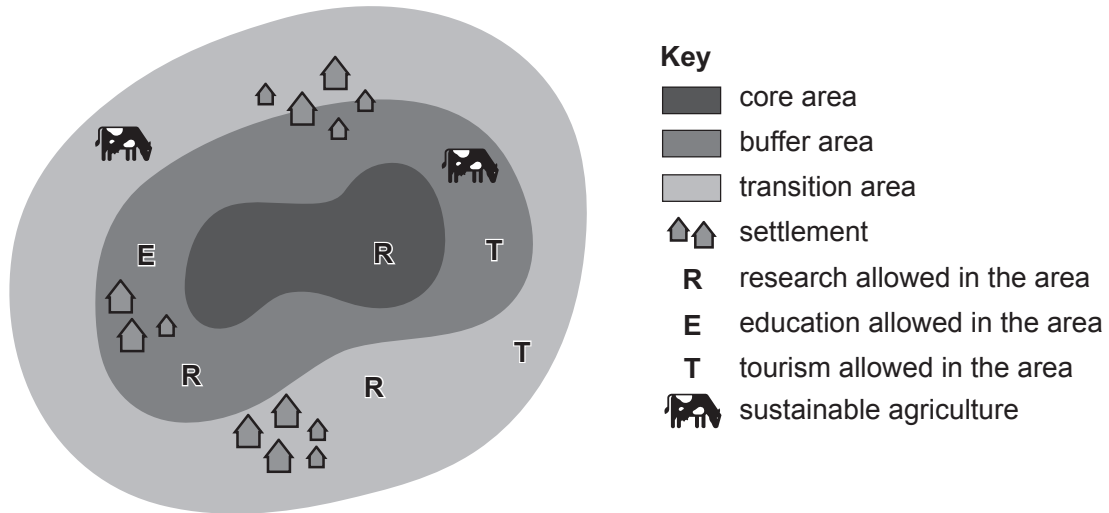 E
R
T
R
R
T
Key
core area
buffer area
transition area
settlement
R research allowed in the area
E education allowed in the area
T tourism allowed in the area
sustainable agriculture